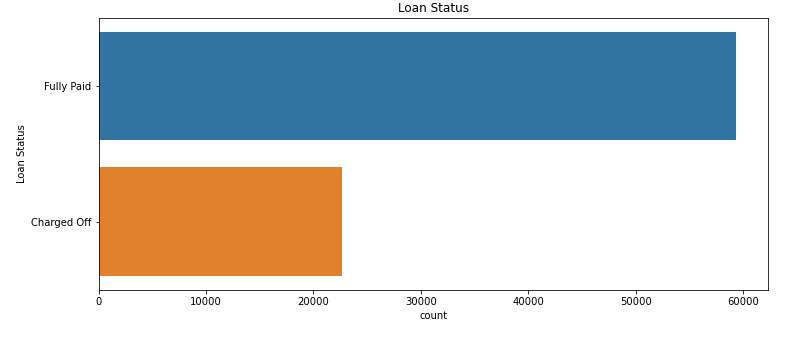 Loan Status
Fully Paid
Loan Status
Charged Off
0 10000 20000 30000 40000 50000 60000
count